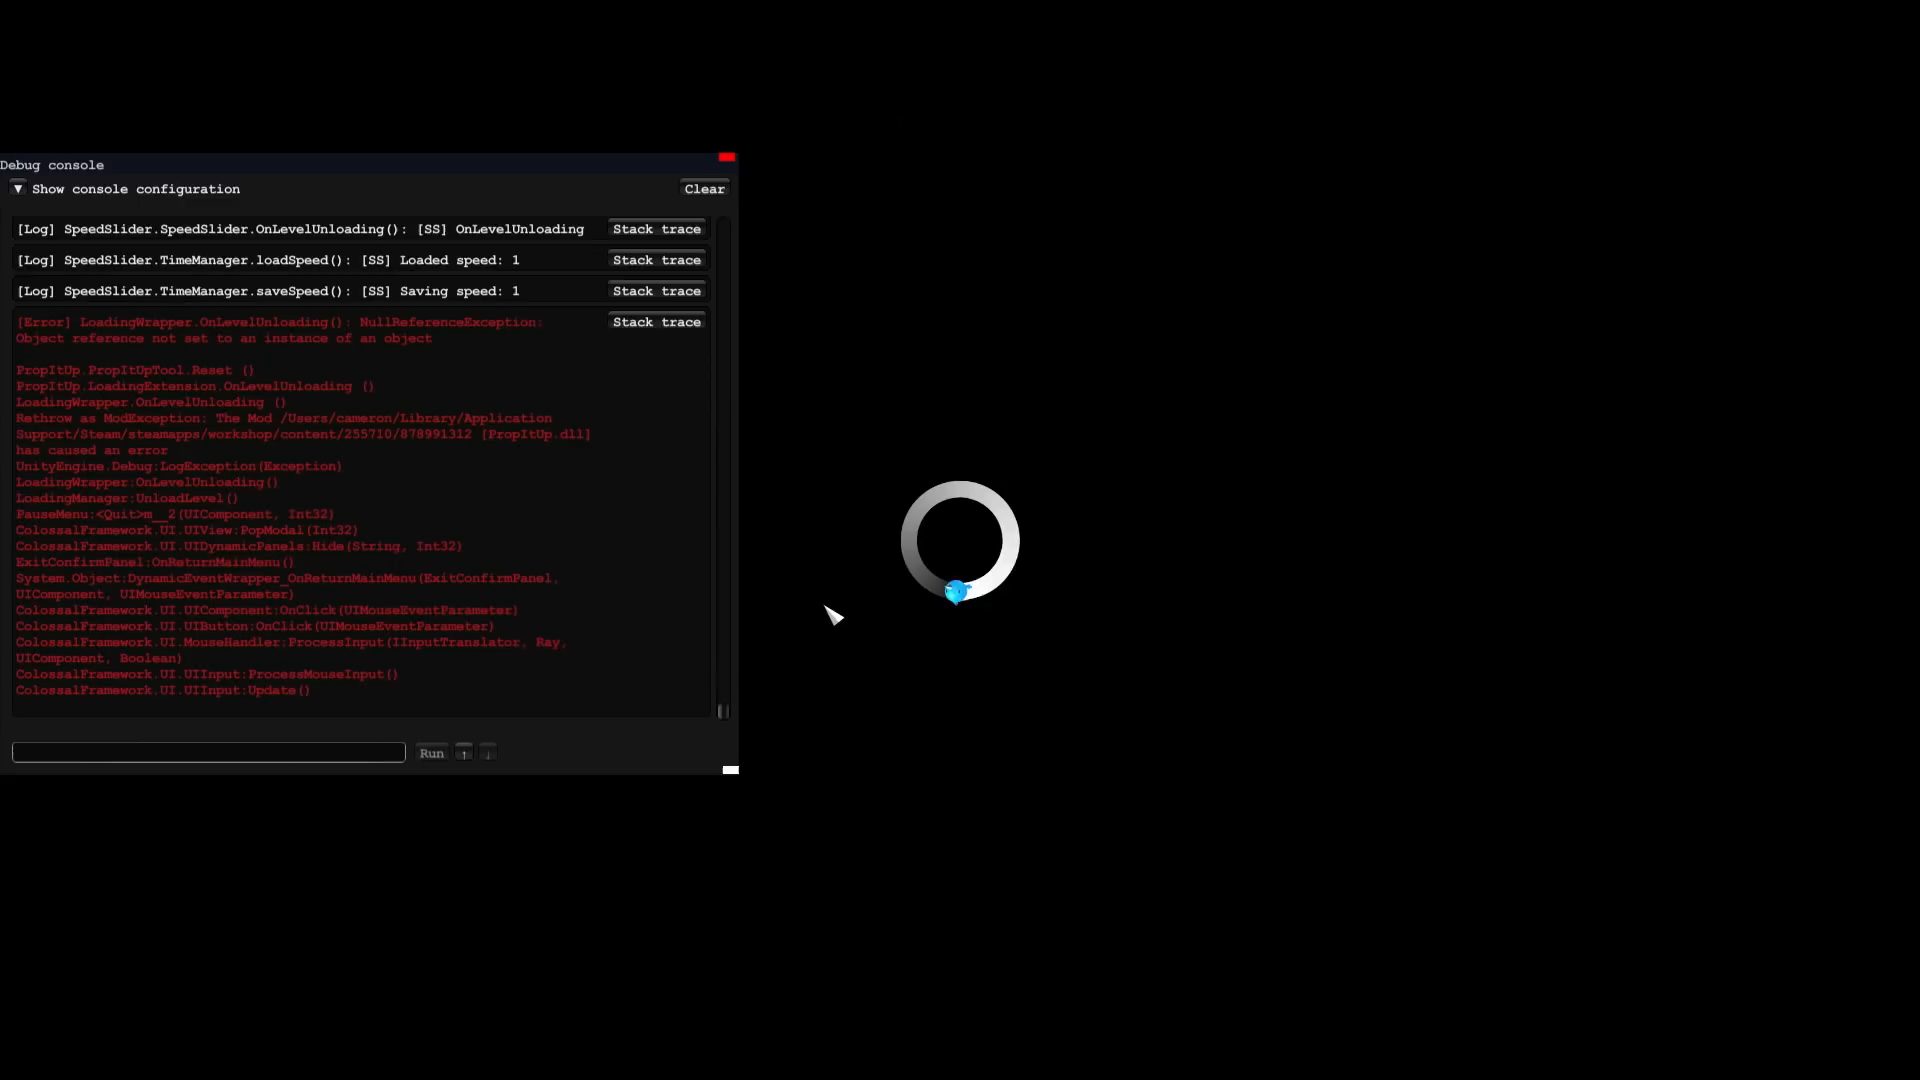 Debug console
▼ Show console configuration Clear
[Log] SpeedSlider.SpeedSlider.OnLevelUnloading(): [SS] OnLevelUnloading Stack trace
[Log] SpeedSlider.TimeManager.loadSpeed(): [SS] Loaded speed: 1 Stack trace
[Log] SpeedSlider.TimeManager.saveSpeed(): [SS] Saving speed: 1 Stack trace
[Error] LoadingWrapper.OnLevelUnloading(): NullReferenceException: Stack trace
Object reference not set to an instance of an object
PropItUp.PropItUpTool.Reset ()
PropItUp.LoadingExtension.OnLevelUnloading ()
LoadingWrapper.OnLevelUnloading ()
Rethrow as ModException: The Mod /Users/cameron/Library/Application
Support/Steam/steamapps/workshop/content/255710/878991312 [PropItUp.dll]
has caused an error
UnityEngine.Debug:LogException(Exception)
LoadingWrapper:OnLevelUnloading()
LoadingManager:UnloadLevel()
PauseMenu:<Quit>m__2(UIComponent, Int32)
ColossalFramework.UI.UIView:PopModal(Int32)
ColossalFramework.UI.UIDynamicPanels:Hide(String, Int32)
ExitConfirmPanel:OnReturnMainMenu()
System.Object:DynamicEventWrapper_OnReturnMainMenu(ExitConfirmPanel,
UIComponent, UIMouseEventParameter)
ColossalFramework.UI.UIComponent:OnClick(UIMouseEventParameter)
ColossalFramework.UI.UIButton:OnClick(UIMouseEventParameter)
ColossalFramework.UI.MouseHandler:ProcessInput(IInputTranslator, Ray,
UIComponent, Boolean)
ColossalFramework.UI.UIInput:ProcessMouseInput()
ColossalFramework.UI.UIInput:Update()
Run ↑ ↓